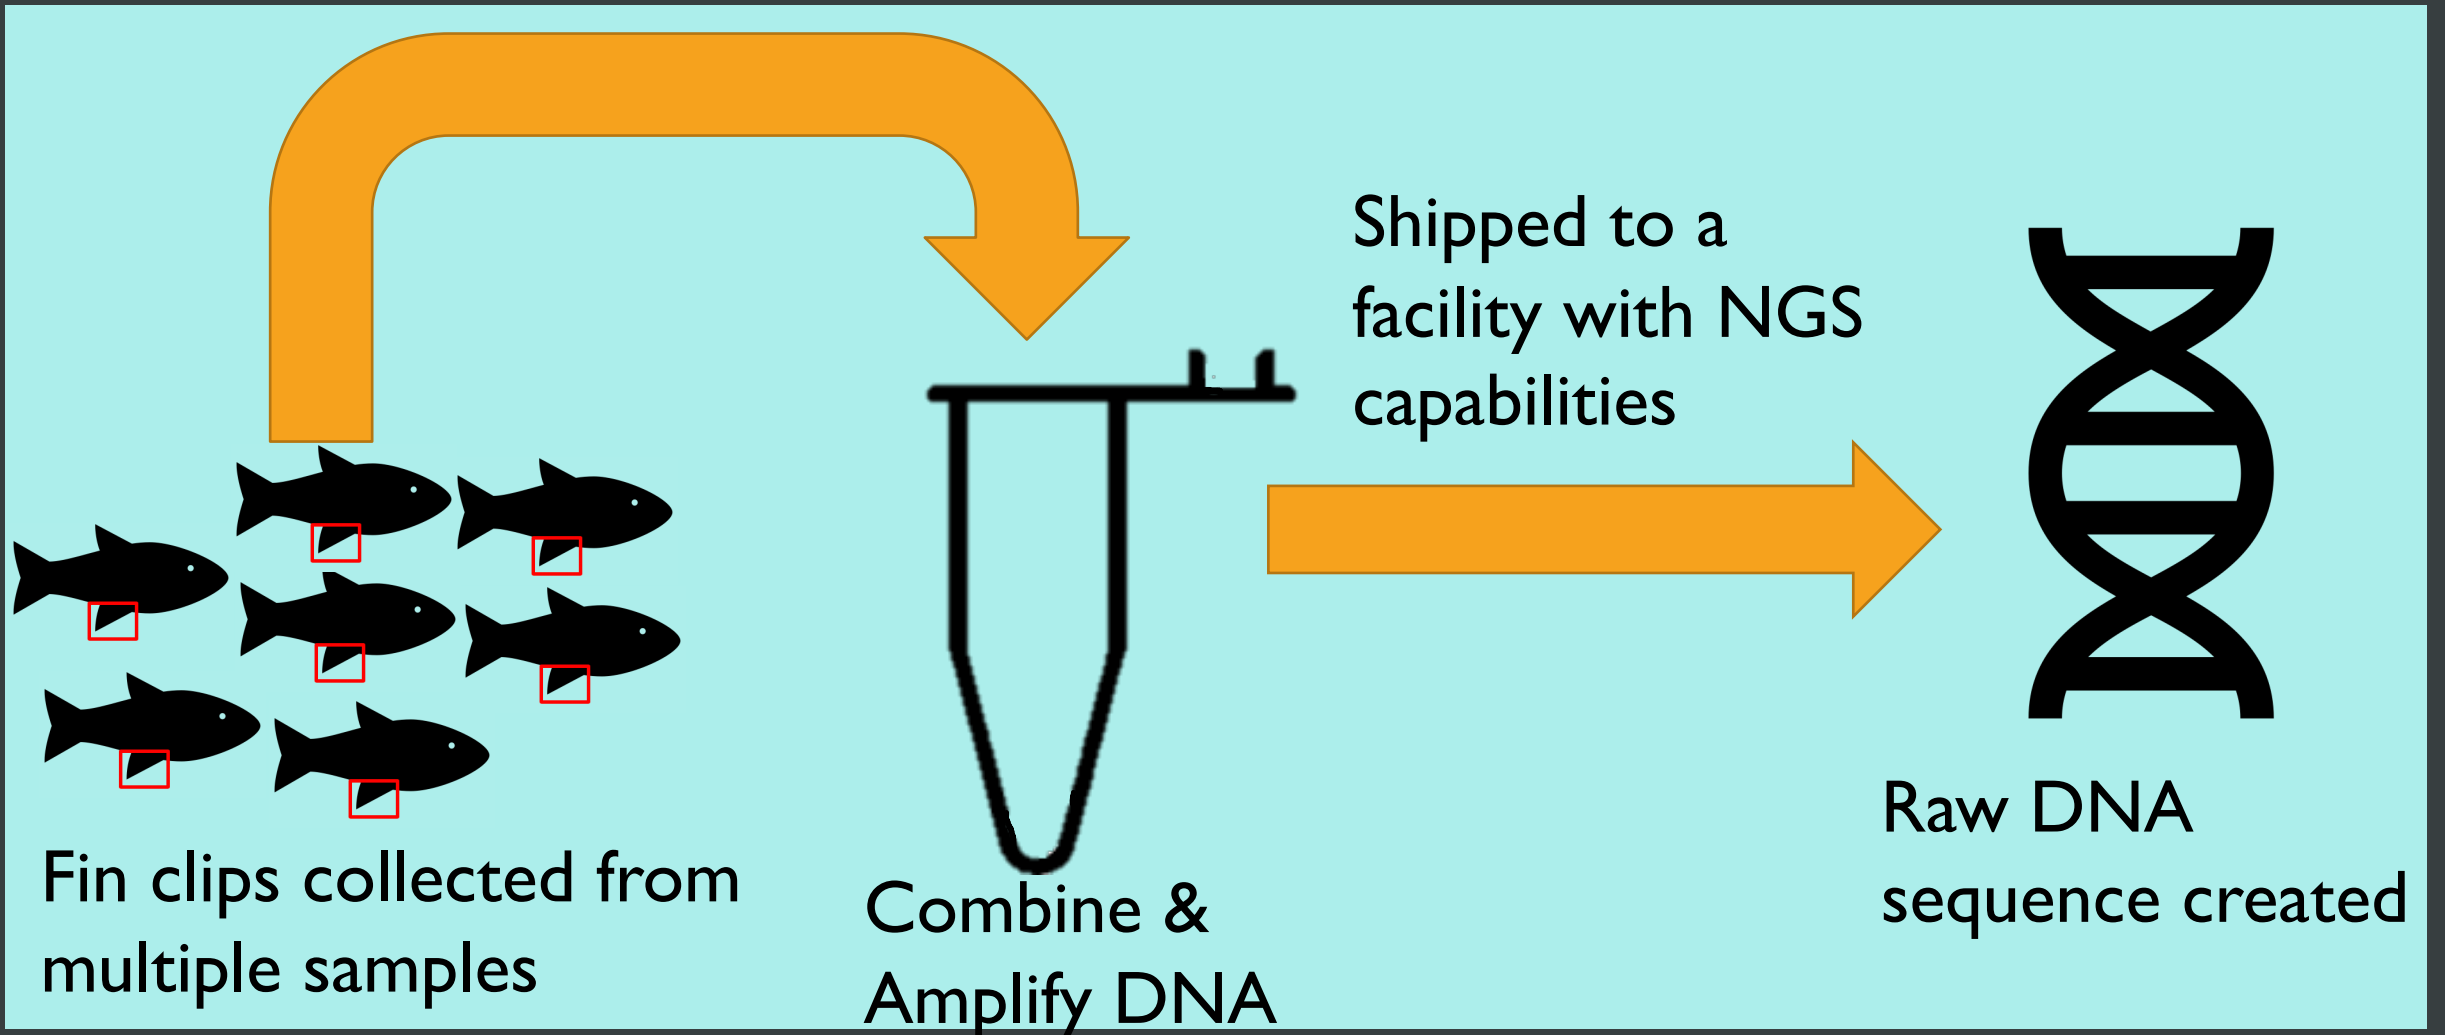 Fin clips collected from
multiple samples
Combine &
Amplify DNA
Shipped to a
facility with NGS
capabilities
Raw DNA
sequence created